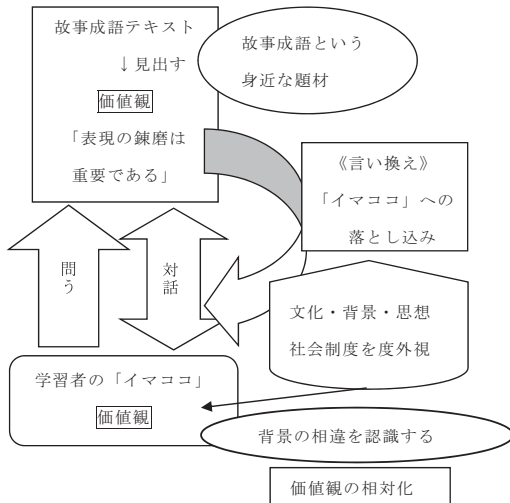 故事成語テキスト
↓見出す
価値観
「表現の錬磨は
重要である」
故事成語という
身近な題材
《言い換え》
「イマココ」への
落とし込み
問う
対話
文化・背景・思想
社会制度を度外視
学習者の「イマココ」
価値観
背景の相違を認識する
価値観の相対化